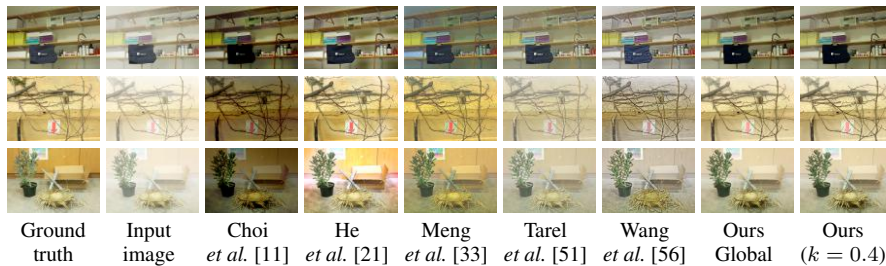 Ground Input Choi He Meng Tarel Wang Ours Ours
truth image et al. [11] et al. [21] et al. [33] et al. [51] et al. [56] Global (k = 0.4)